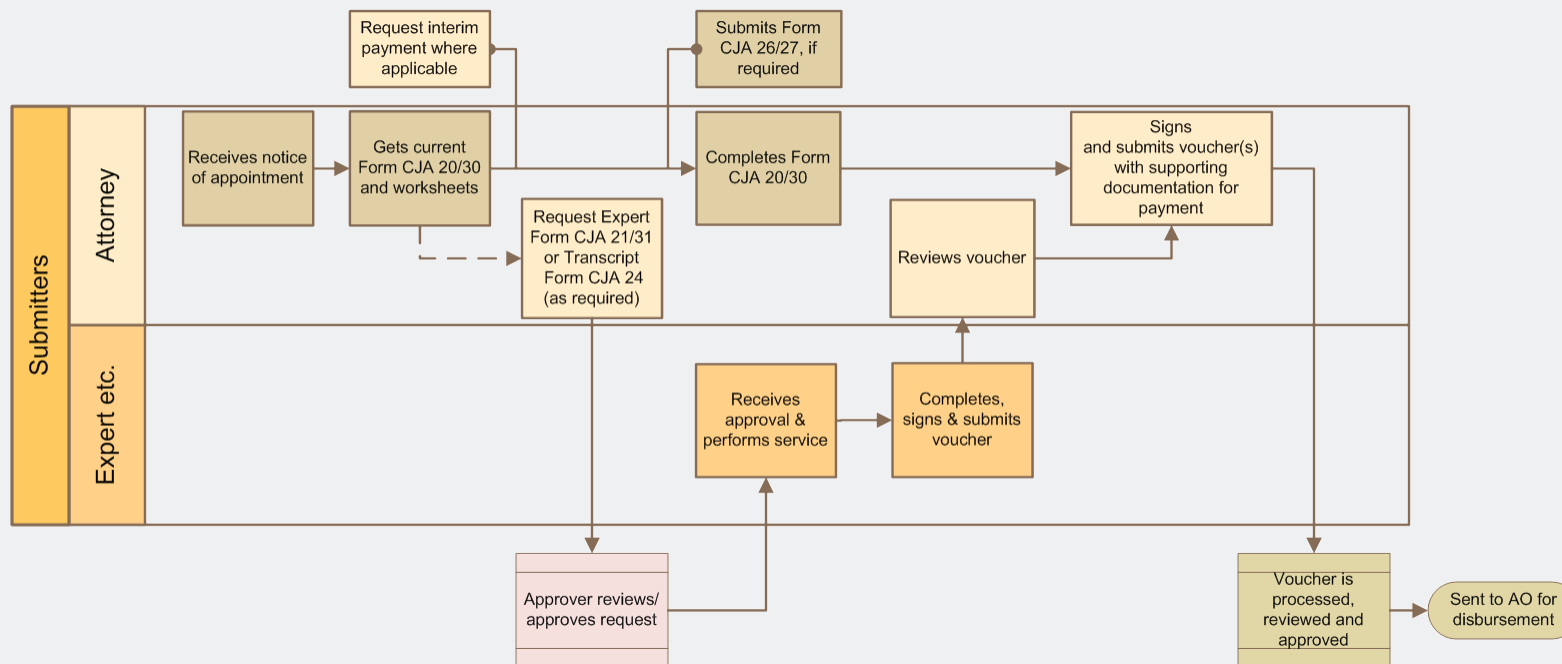 Request interim
payment where
applicable
Submits Form
CJA 26/27, if
required
Submitters
Attorney
Receives notice
of appointment
Gets current
Form CJA 20/30
and worksheets
Completes Form
CJA 20/30
Signs
and submits voucher(s)
with supporting
documentation for
payment
Request Expert
Form CJA 21/31
or Transcript
Form CJA 24
(as required)
Reviews voucher
Expert etc.
Receives
approval &
performs service
Completes,
signs & submits
voucher
Approver reviews/
approves request
Voucher is
processed,
reviewed and
approved
Sent to AO for
disbursement